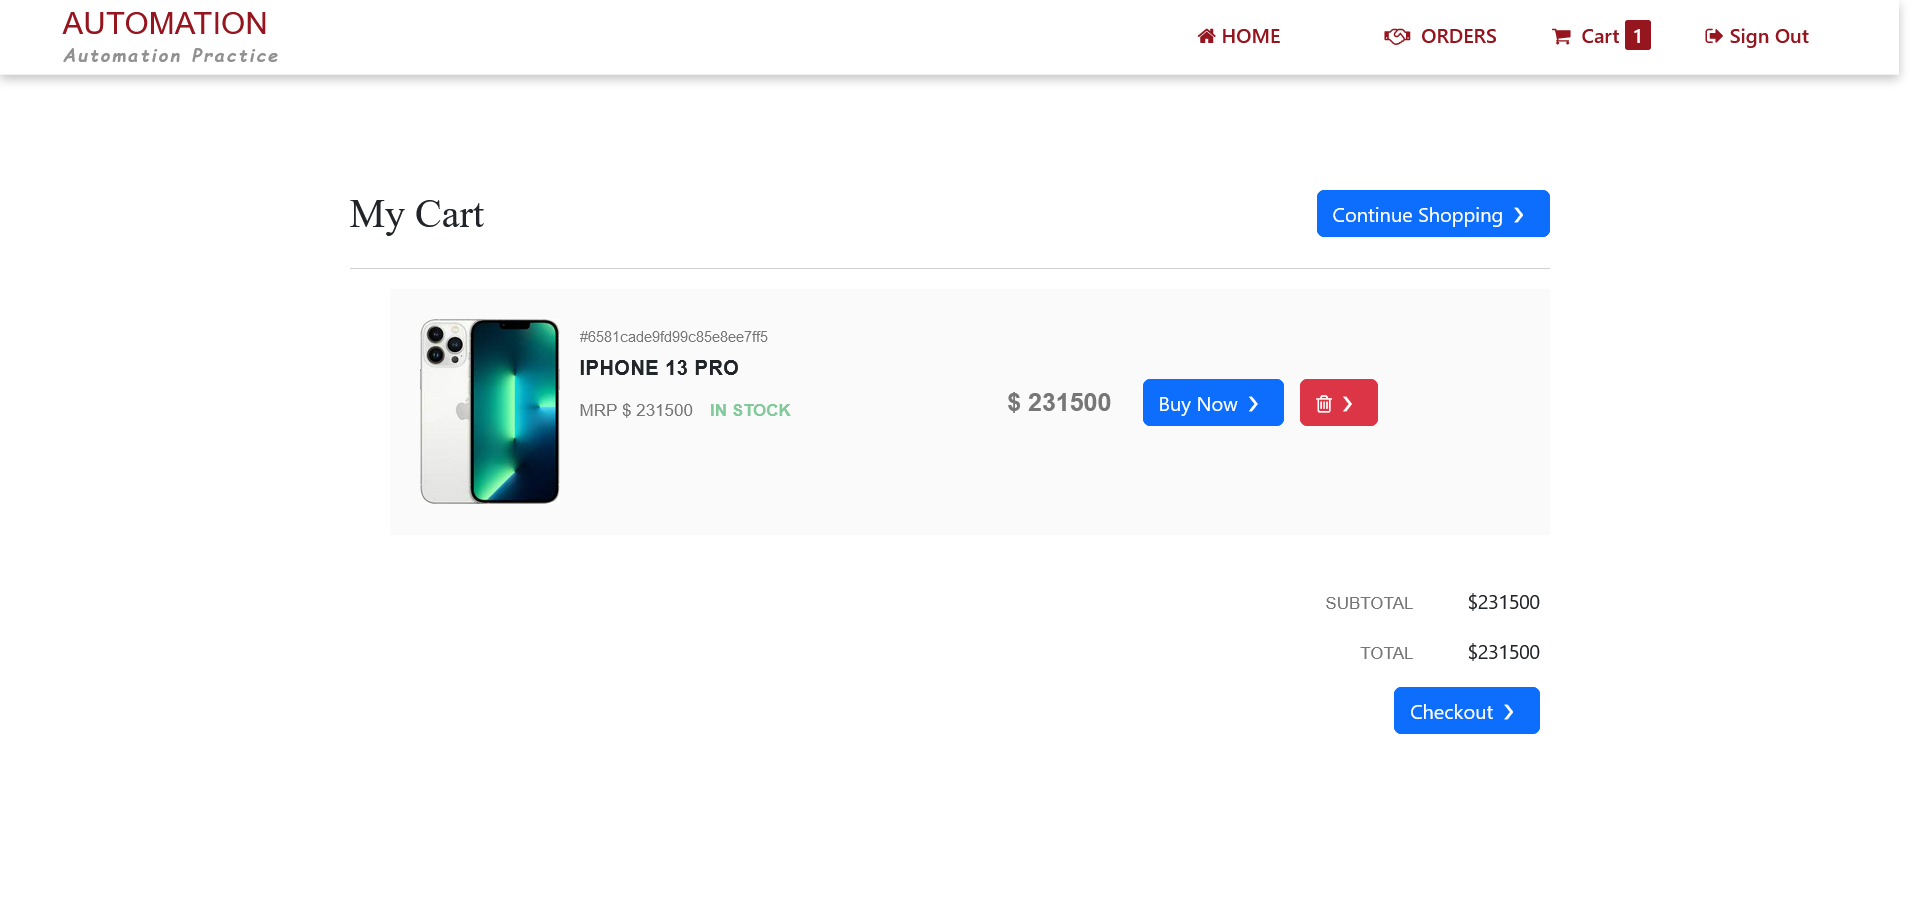 AUTOMATION
Automation Practice
HOME
ORDERS
Cart 1
Sign Out
My Cart
Continue Shopping ❯
#6581cade9fd99c85e8ee7ff5
IPHONE 13 PRO
MRP $ 231500 IN STOCK
$ 231500
Buy Now ❯
❯
SUBTOTAL $231500
TOTAL $231500
Checkout ❯